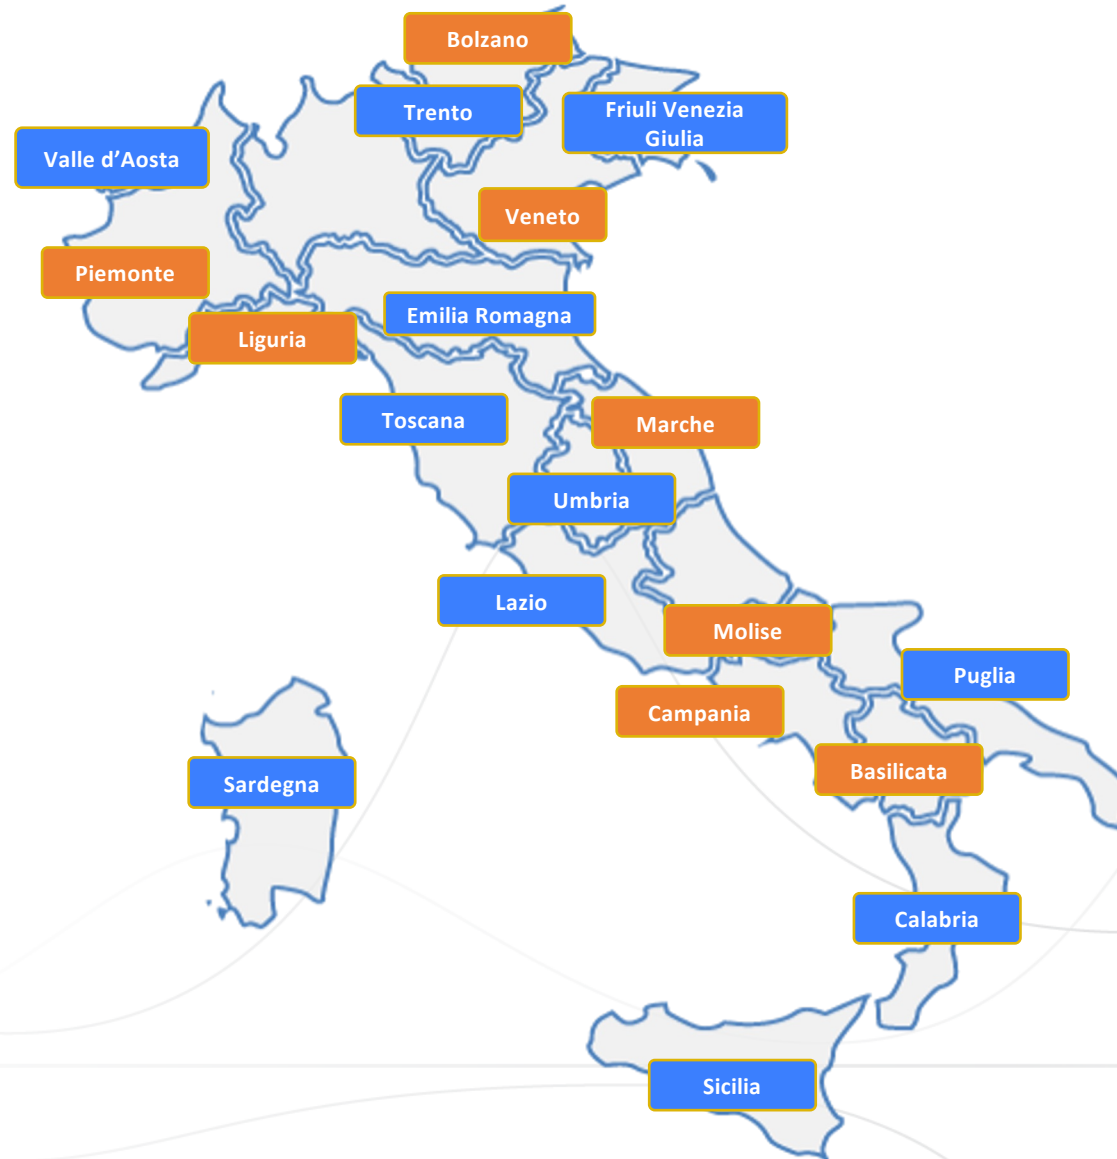 Bolzano
Trento
Friuli Venezia
Giulia
Valle d’Aosta
Veneto
Piemonte
Emilia Romagna
Liguria
Toscana
Marche
Umbria
Lazio
Molise
Puglia
Campania
Basilicata
Sardegna
Calabria
Sicilia